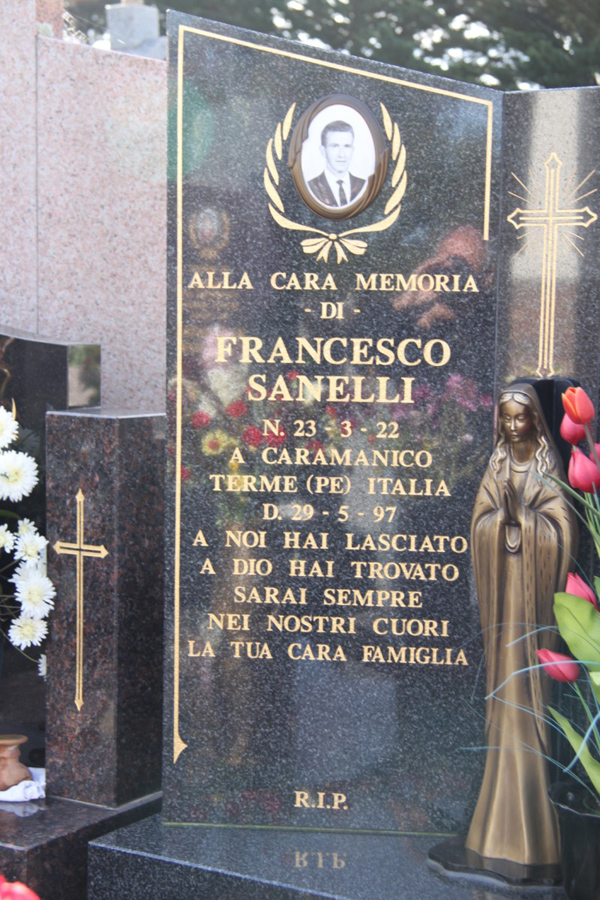 ALLA CARA MEMORIA
- DI -
FRANCESCO
SANELLI
N. 23 - 3 - 22
A CARAMANICO
TERME (PE) ITALIA
D. 29 - 5 - 97
A NOI HAI LASCIATO
A DIO HAI TROVATO
SARAI SEMPRE
NEI NOSTRI CUORI
LA TUA CARA FAMIGLIA
R.I.P.